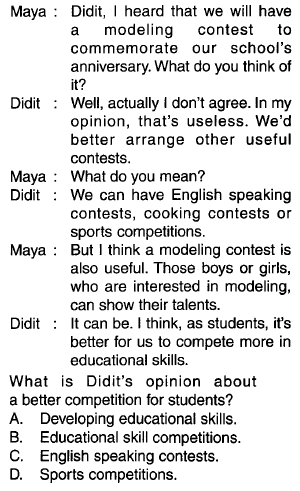 Maya : Didit, I heard that we will have
a modeling contest to
commemorate our school's
anniversary. What do you think of
it?
Didit : Well, actually I don't agree. In my
opinion, that's useless. We'd
better arrange other useful
contests.
Maya : What do you mean?
Didit : We can have English speaking
contests, cooking contests or
sports competitions.
Maya : But I think a modeling contest is
also useful. Those boys or girls,
who are interested in modeling,
can show their talents.
Didit : It can be. I think, as students, it's
better for us to compete more in
educational skills.
What is Didit's opinion about
a better competition for students?
A. Developing educational skills.
B. Educational skill competitions.
C. English speaking contests.
D. Sports competitions.